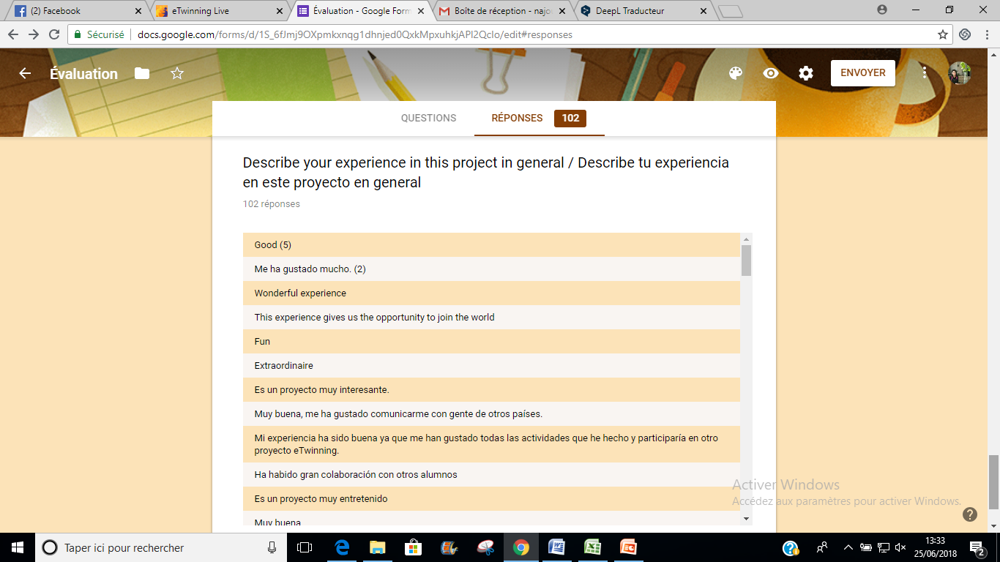 (2) Facebook
eTwinning Live
Évaluation - Google Form
Boîte de réception - najo
DeepL Traducteur
Sécurisé
docs.google.com/forms/d/1S_6fJmj9OXpmkxnqg1dhnjed0QxkMpxuhkjAPl2Qclo/edit#responses
Évaluation
ENVOYER
QUESTIONS
RÉPONSES 102
Describe your experience in this project in general / Describe tu experiencia
en este proyecto en general
102 réponses
Good (5)
Me ha gustado mucho. (2)
Wonderful experience
This experience gives us the opportunity to join the world
Fun
Extraordinaire
Es un proyecto muy interesante.
Muy buena, me ha gustado comunicarme con gente de otros países.
Mi experiencia ha sido buena ya que me han gustado todas las actividades que he hecho y participaría en otro
proyecto eTwinning.
Ha habido gran colaboración con otros alumnos
Es un proyecto muy entretenido
Muy buena
Activer Windows
Accédez aux paramètres pour activer Windows.
Taper ici pour rechercher
13:33
25/06/2018
2